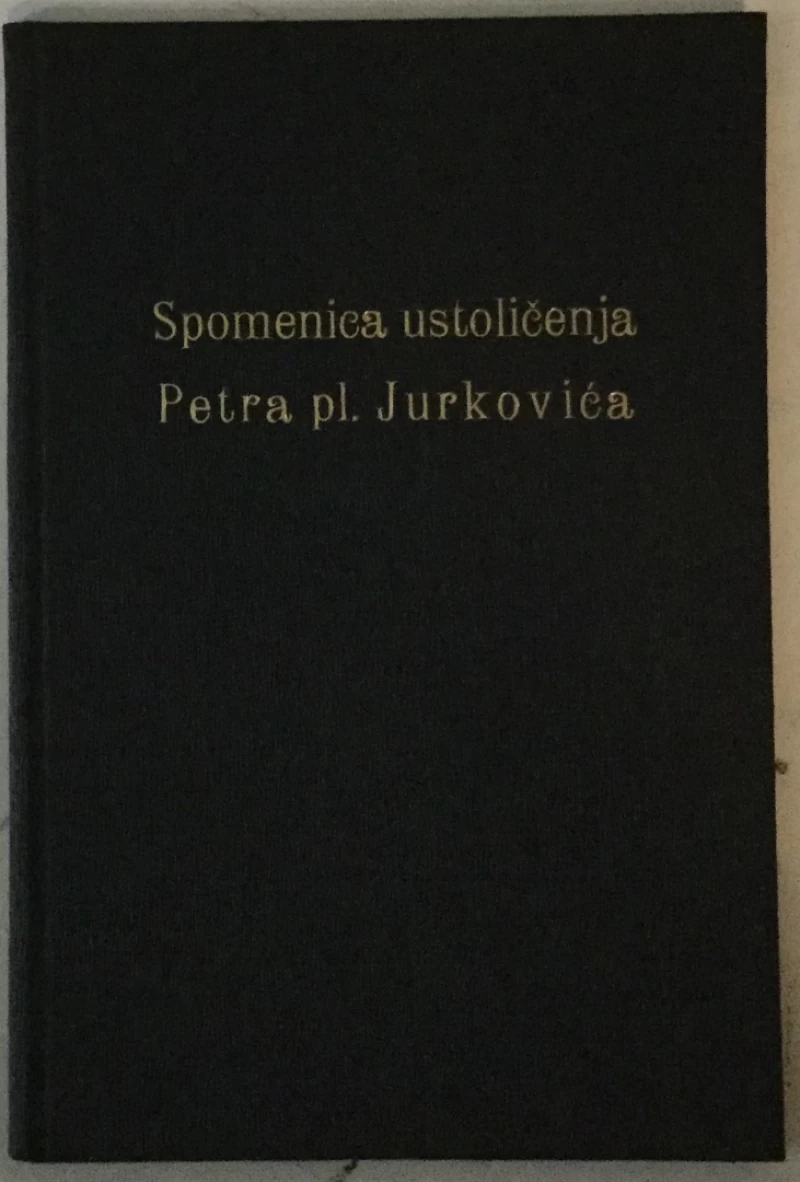 Spomenica ustoličenja
Petra pl. Jurkovića